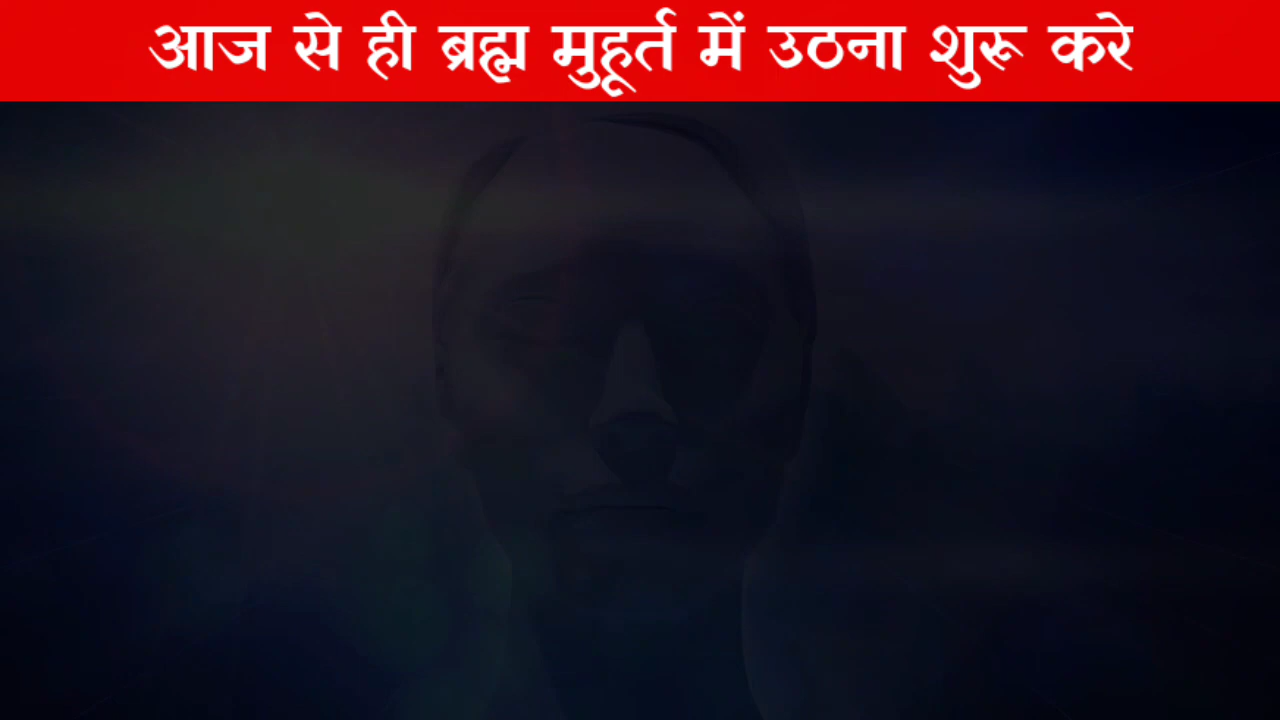 आज से ही ब्रह्म मुहूर्त में उठना शुरू करे